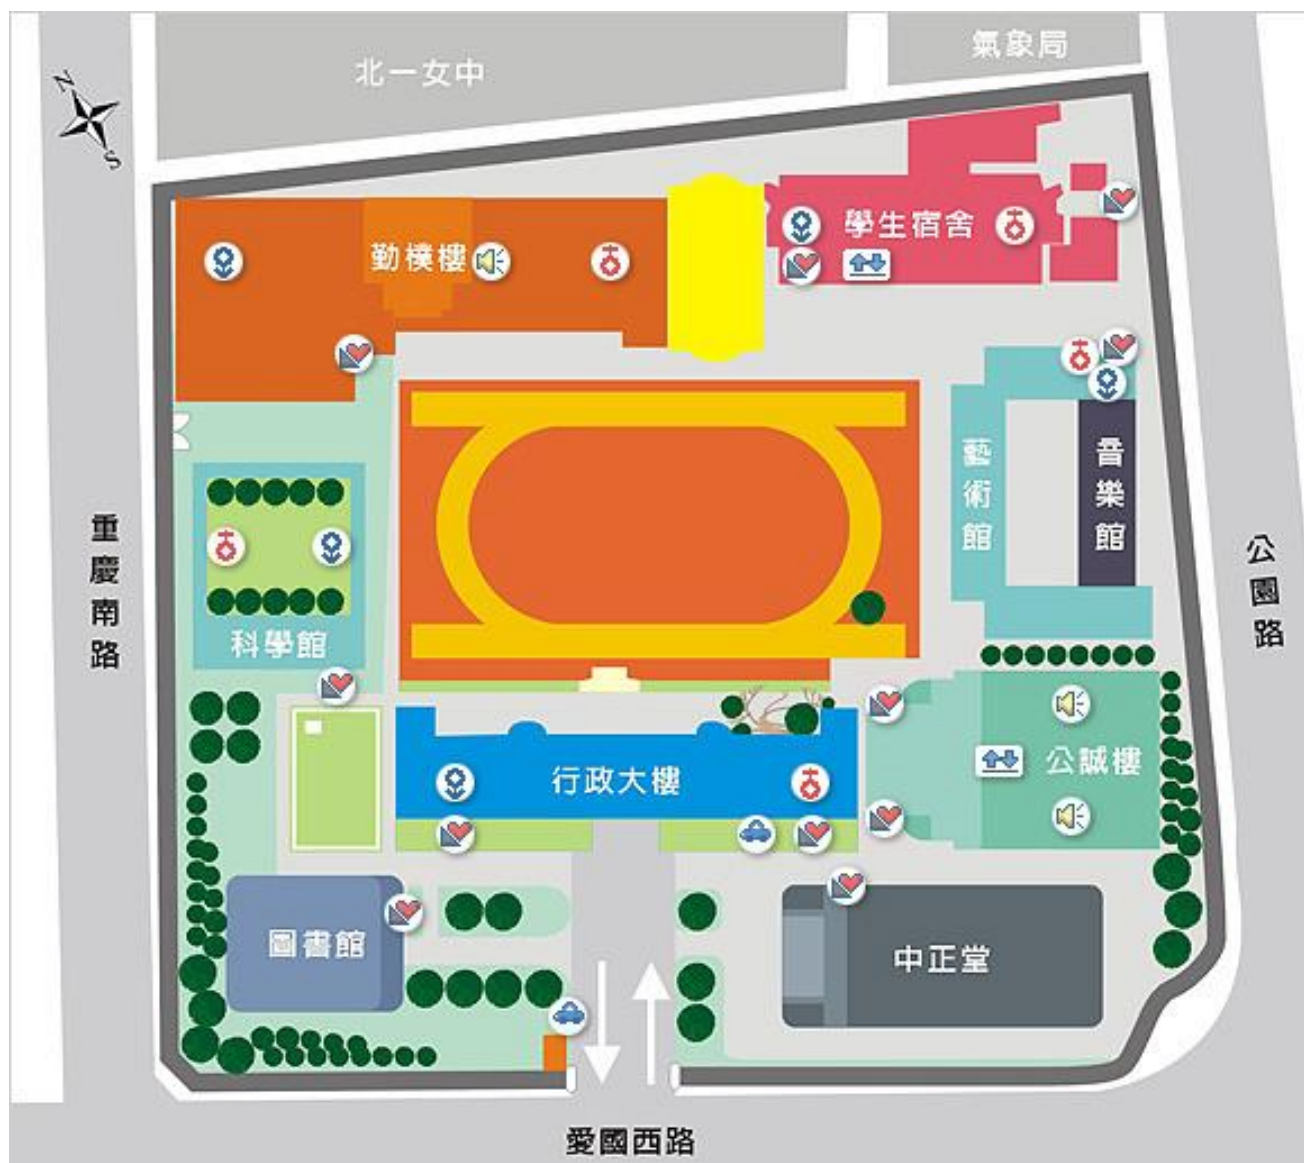 北一女中
氣象局
N
S
學生宿舍
勤樸樓
藝術館
音樂館
重慶南路
公園路
科學館
行政大樓
公誠樓
圖書館
中正堂
愛國西路